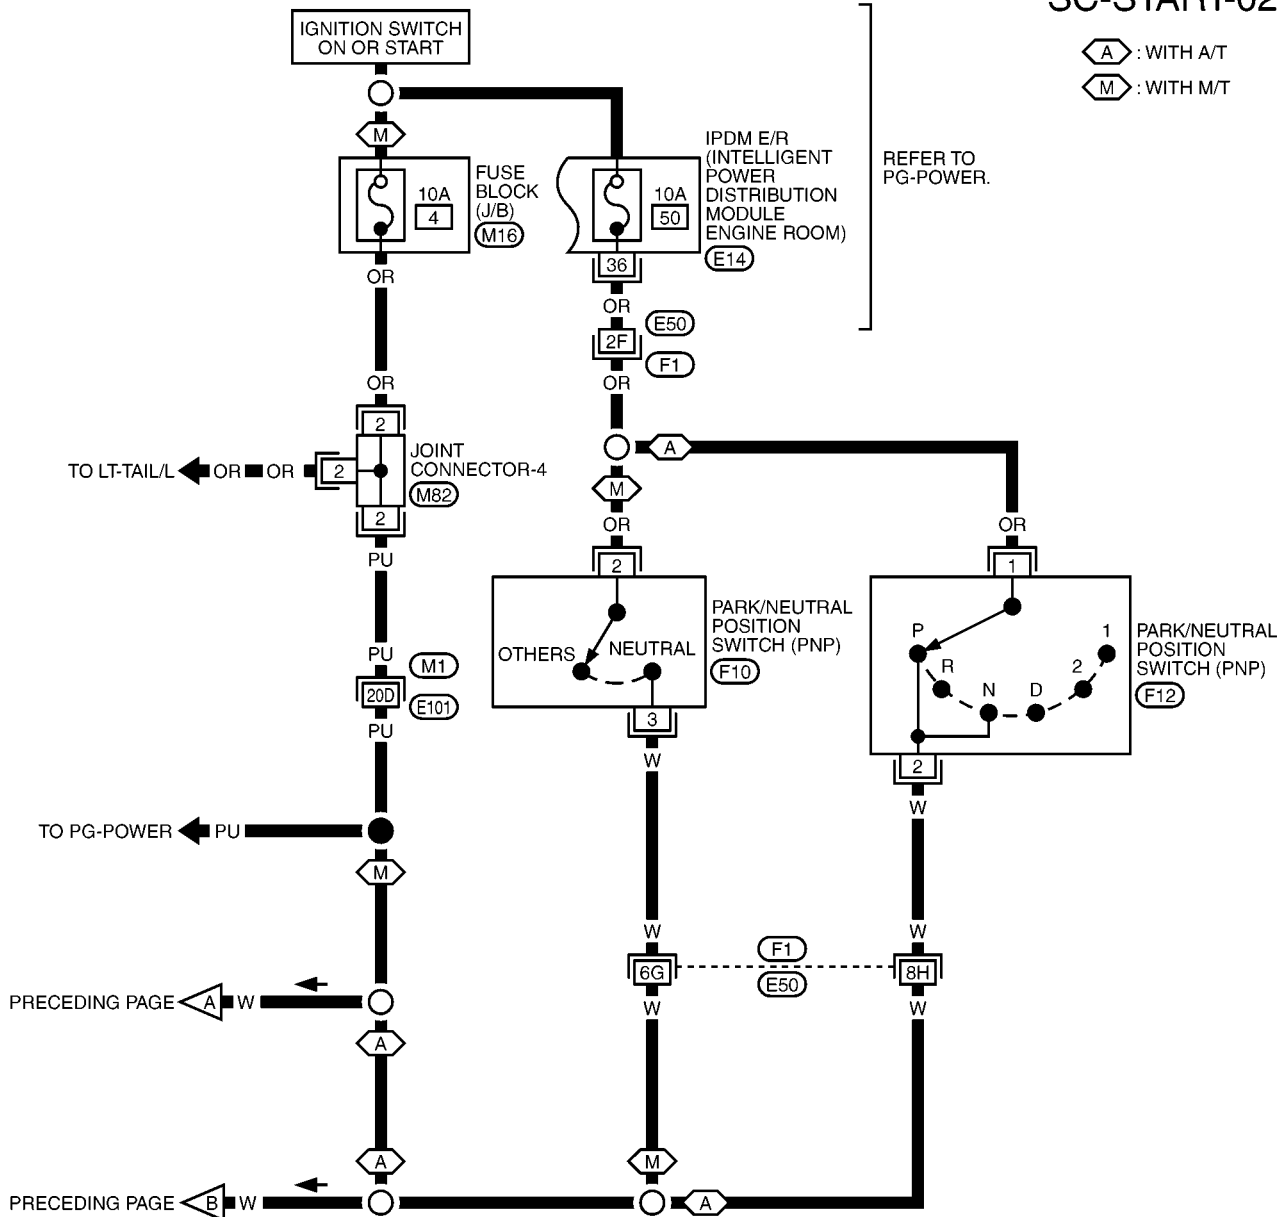 SC-START-02
IGNITION SWITCH
ON OR START
A : WITH A/T
M : WITH M/T
M
10A
4
FUSE
BLOCK
(J/B)
M16
10A
50
IPDM E/R
(INTELLIGENT
POWER
DISTRIBUTION
MODULE
ENGINE ROOM)
E14
REFER TO
PG-POWER.
36
OR
OR
E50
2F
F1
OR
OR
2
JOINT
CONNECTOR-4
M82
TO LT-TAIL/L
OR
OR
2
2
A
M
OR
OR
2
1
PU
PU
M1
20D
E101
PU
OTHERS
NEUTRAL
PARK/NEUTRAL
POSITION
SWITCH (PNP)
F10
3
P
R
N
D
2
1
PARK/NEUTRAL
POSITION
SWITCH (PNP)
F12
2
W
W
TO PG-POWER
PU
M
W
W
F1
6G
8H
E50
W
W
PRECEDING PAGE
A
W
A
A
M
PRECEDING PAGE
B
W
A